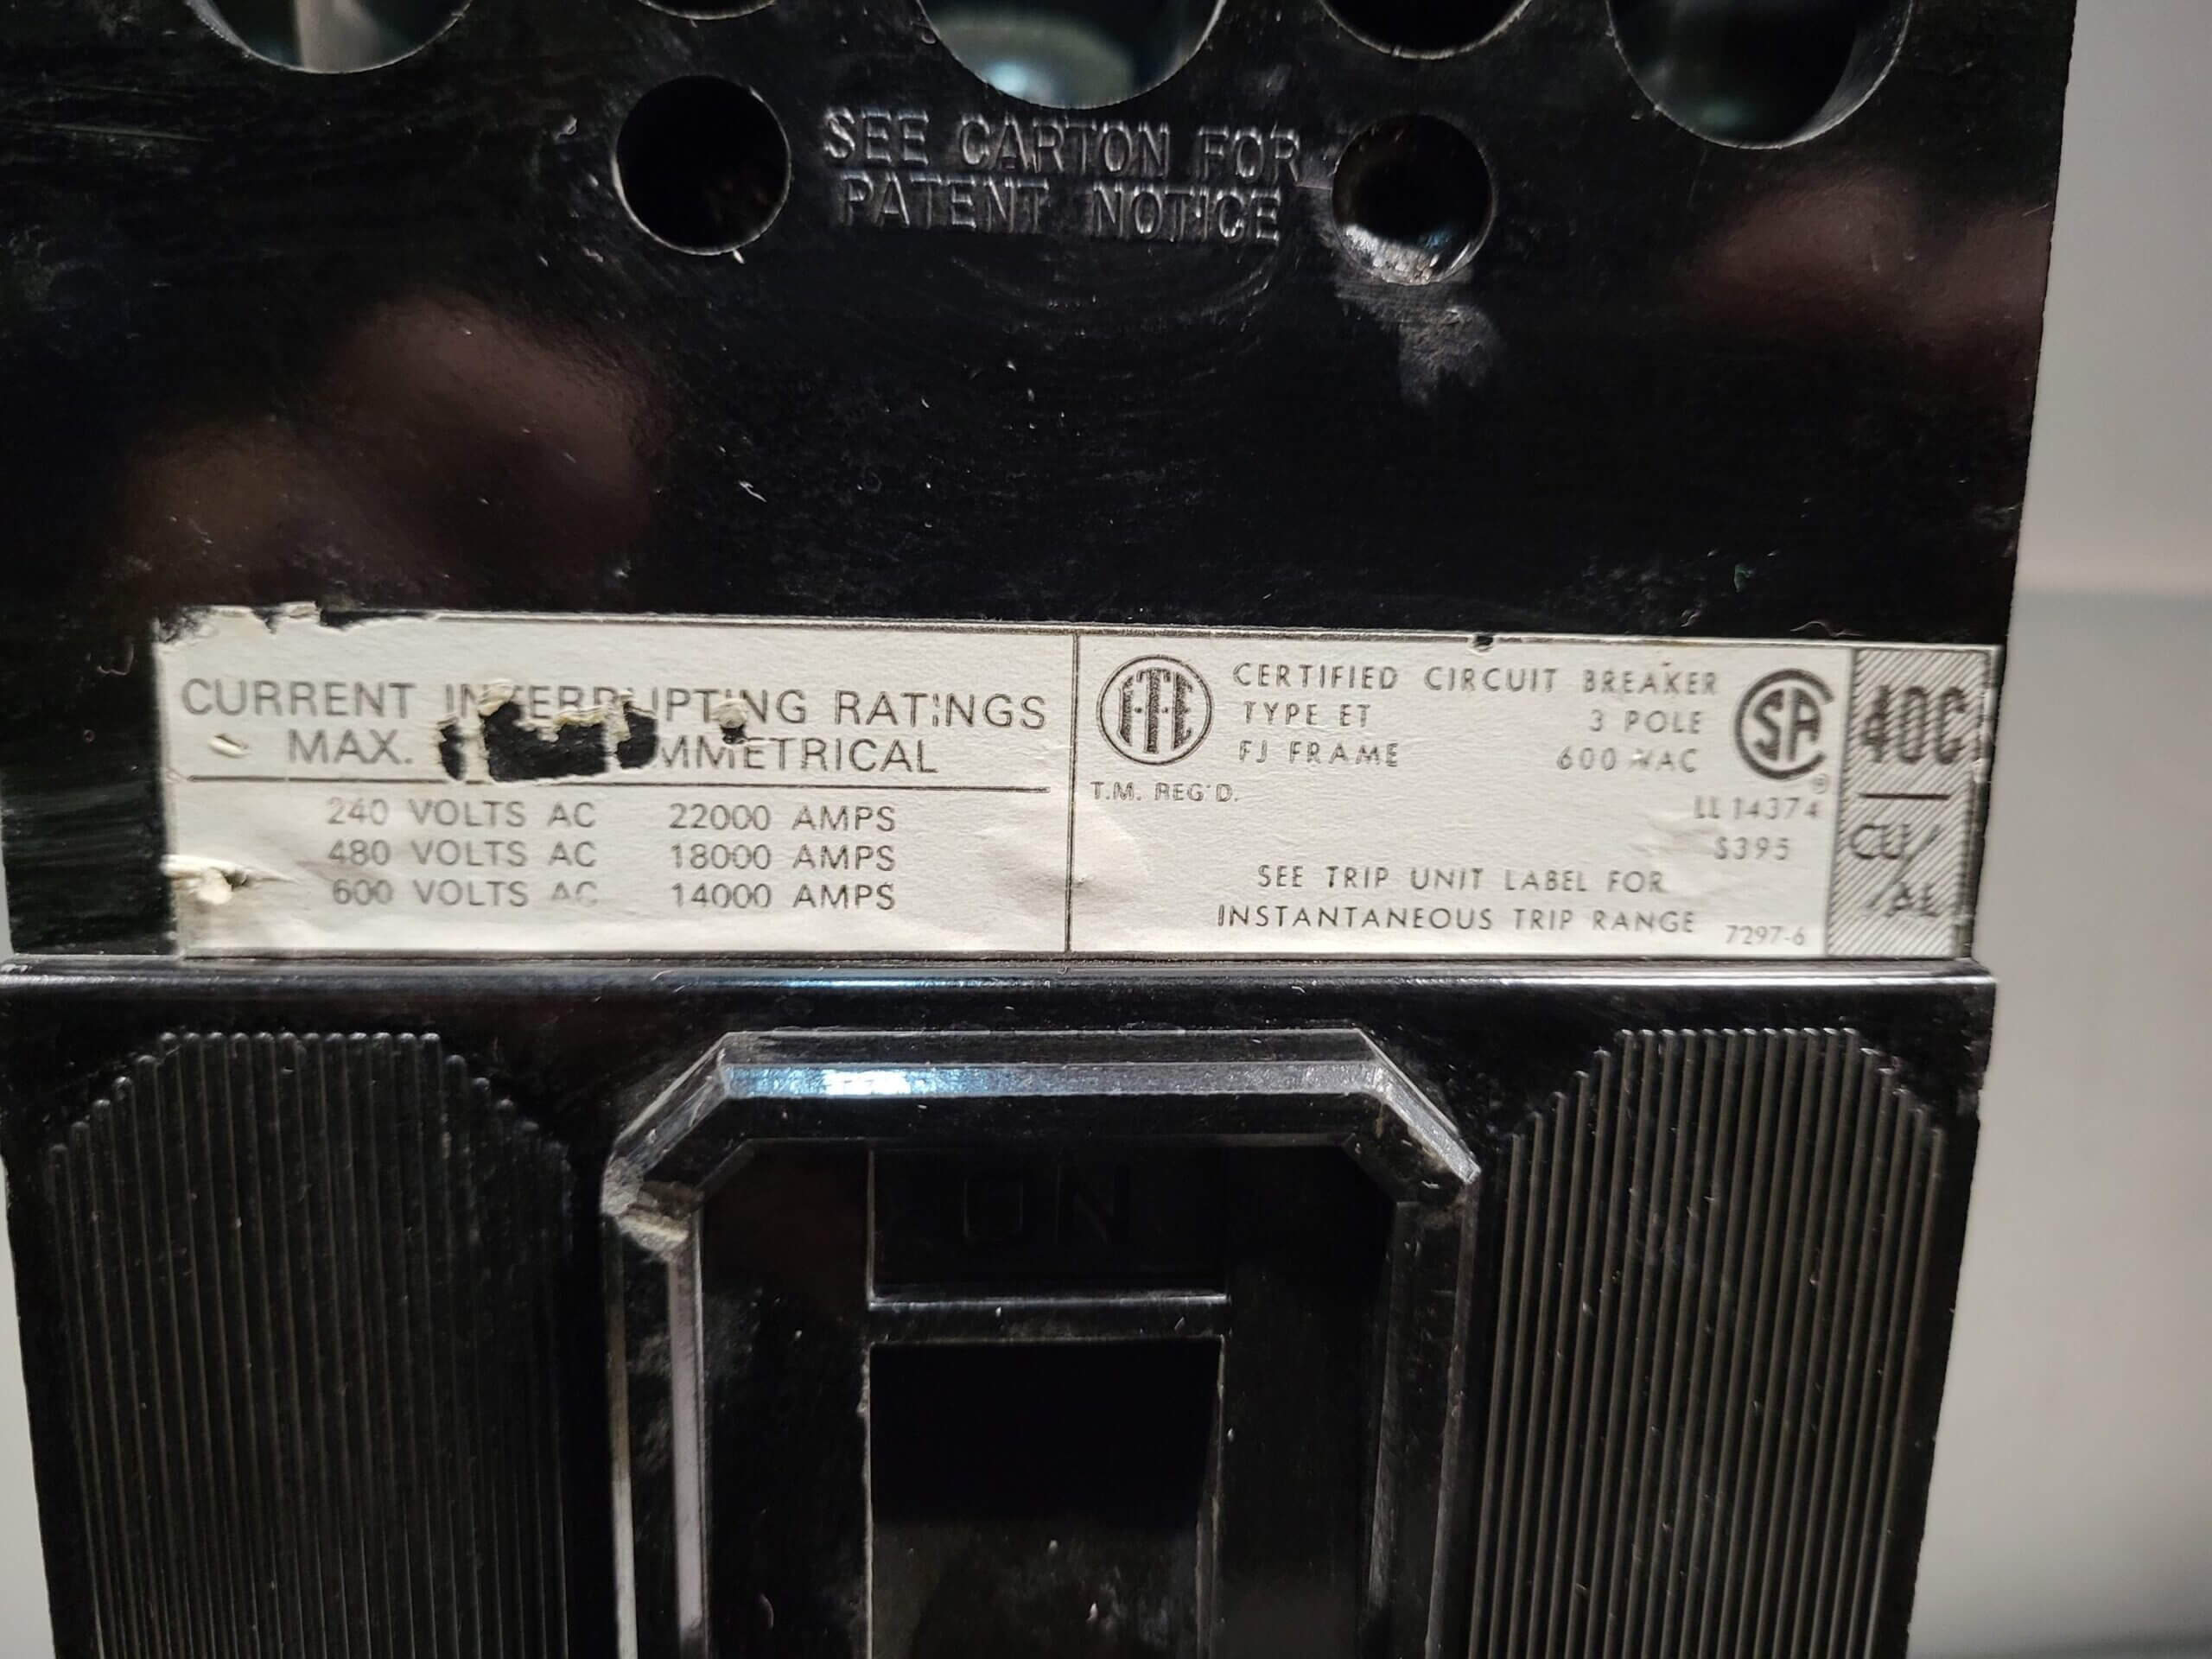 SEE CARTON FOR
PATENT NOTICE
CURRENT INTERRUPTING RATINGS
MAX. MMETRICAL
240 VOLTS AC 22000 AMPS
480 VOLTS AC 18000 AMPS
600 VOLTS AC 14000 AMPS
I-T-E
T.M. REG'D.
CERTIFIED CIRCUIT BREAKER
TYPE ET 3 POLE
FJ FRAME 600 VAC
LL 14374
S395
SEE TRIP UNIT LABEL FOR
INSTANTANEOUS TRIP RANGE 7297-6
SA ®
40C
CU/
/AL
ON